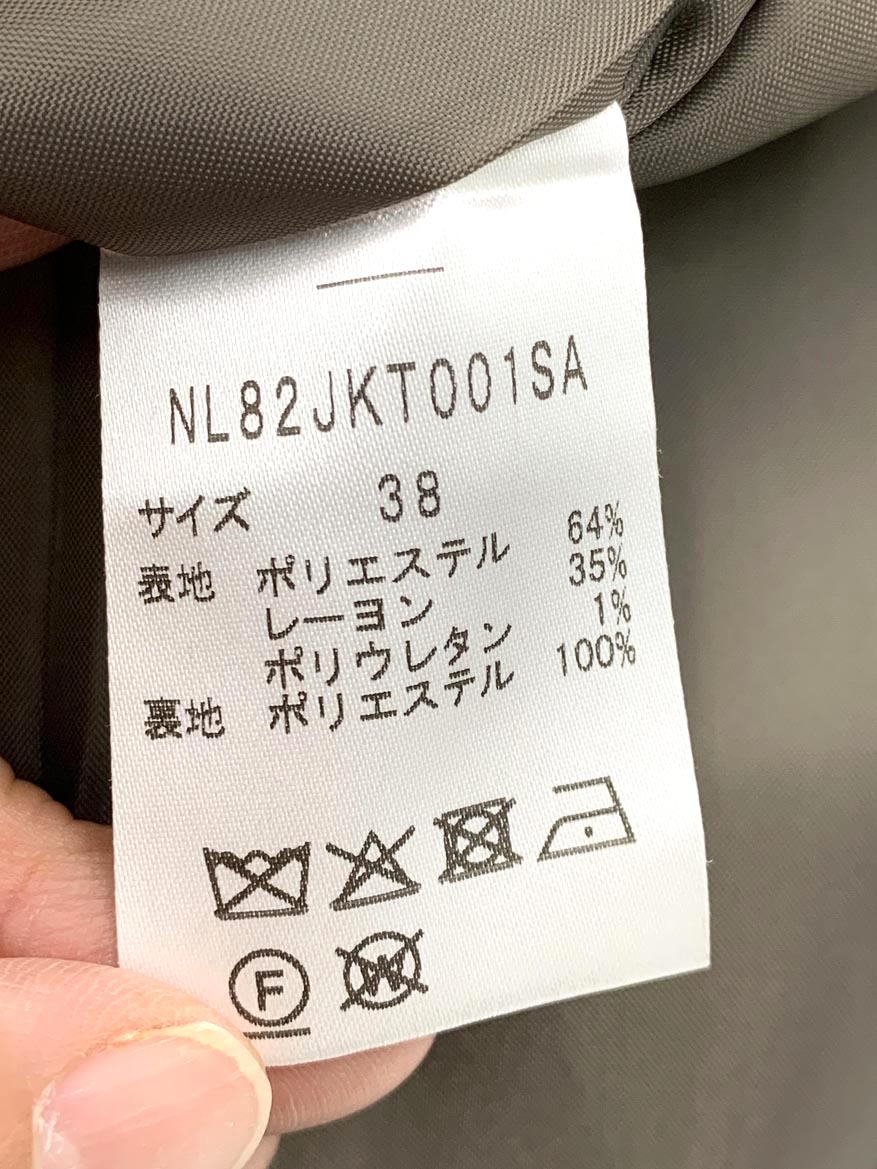 NL82JKT001SA
サイズ 38
表地 ポリエステル 64%
レーヨン 35%
ポリウレタン 1%
裏地 ポリエステル 100%
F
W